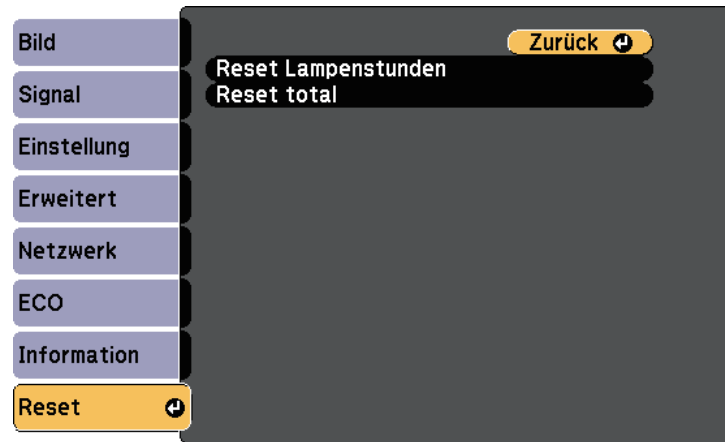 Bild
Signal
Einstellung
Erweitert
Netzwerk
ECO
Information
Reset
Zurück
Reset Lampenstunden
Reset total